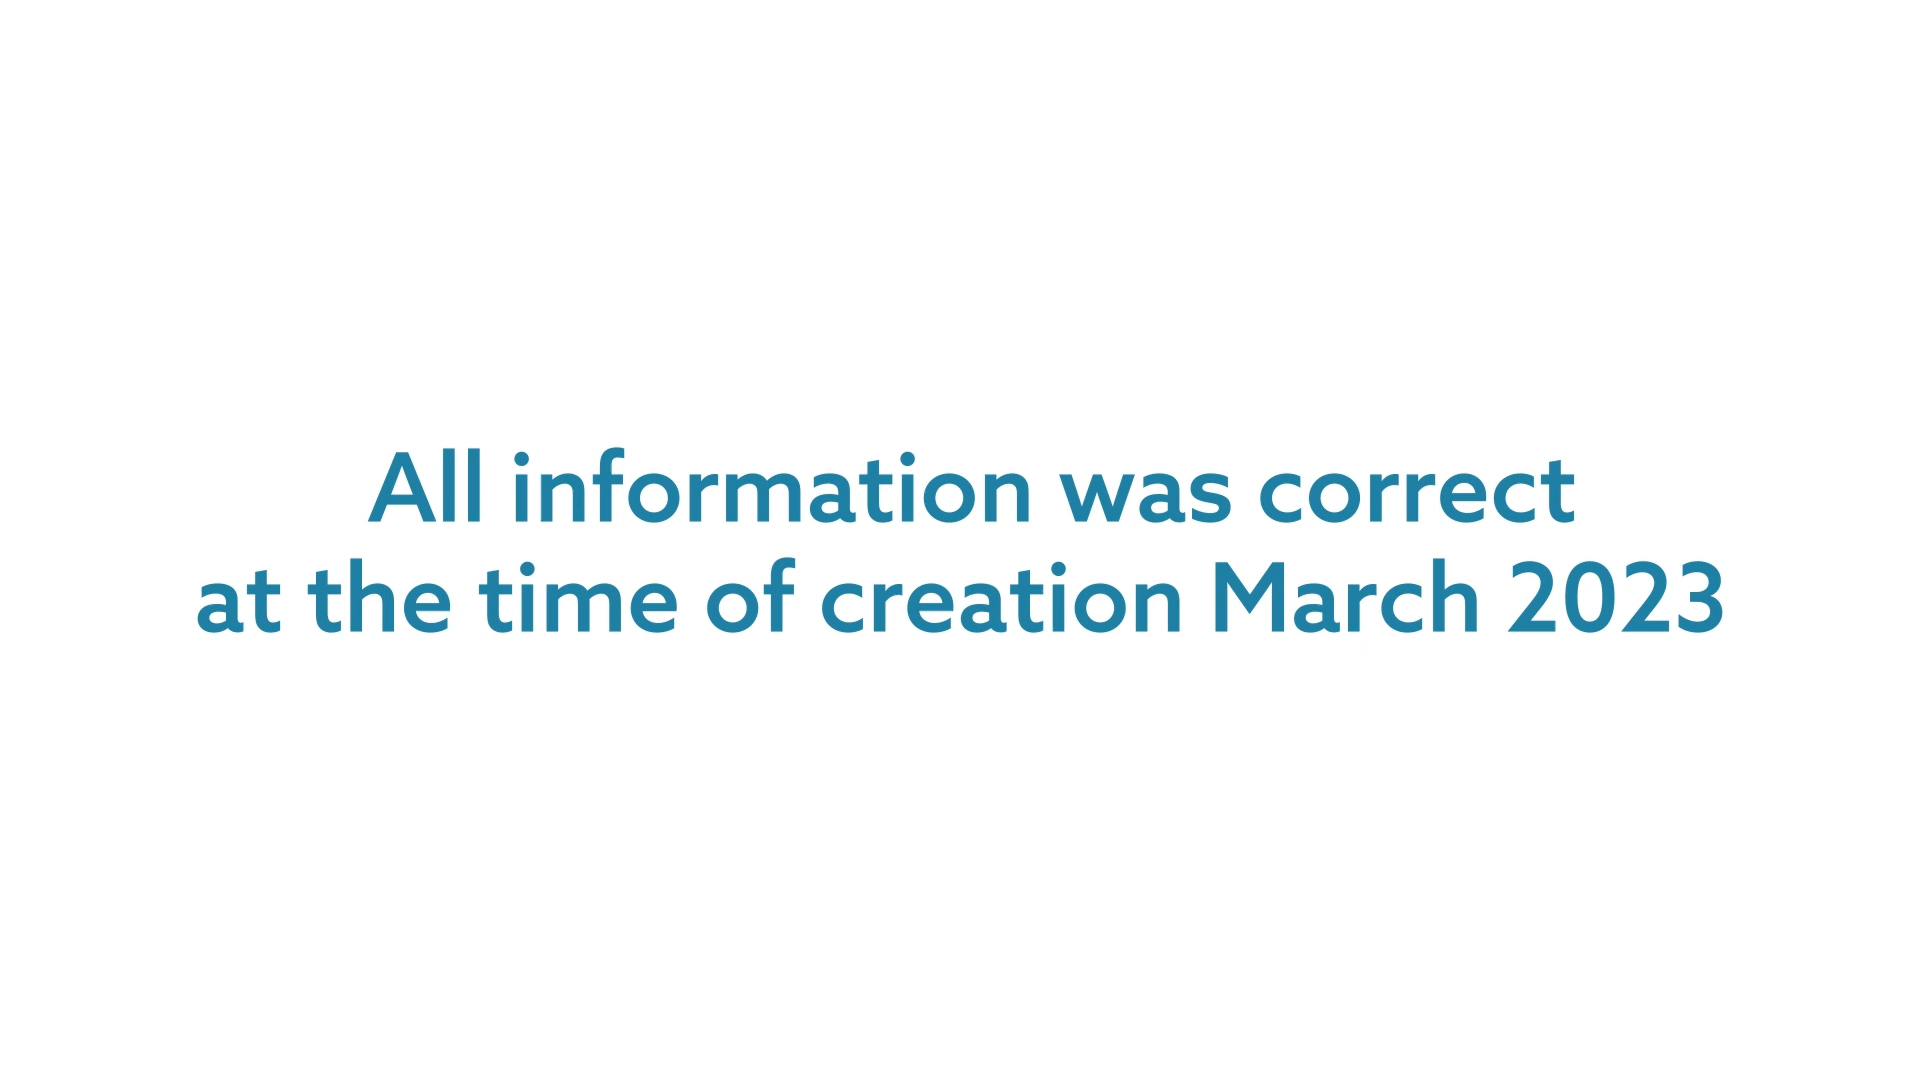 All information was correct
at the time of creation March 2023